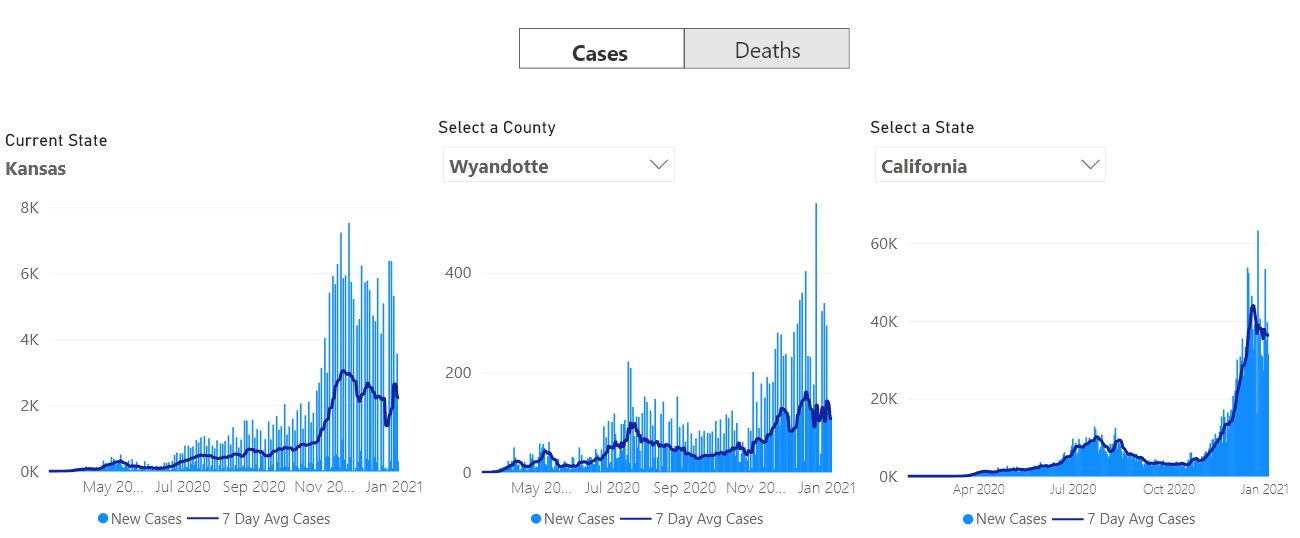 Cases
Deaths
Current State
Kansas
8K
6K
4K
2K
0K
May 20...
Jul 2020
Sep 2020
Nov 20...
Jan 2021
New Cases
7 Day Avg Cases
Select a County
Wyandotte
400
200
0
May 20...
Jul 2020
Sep 2020
Nov 20...
Jan 2021
New Cases
7 Day Avg Cases
Select a State
California
60K
40K
20K
0K
Apr 2020
Jul 2020
Oct 2020
Jan 2021
New Cases
7 Day Avg Cases